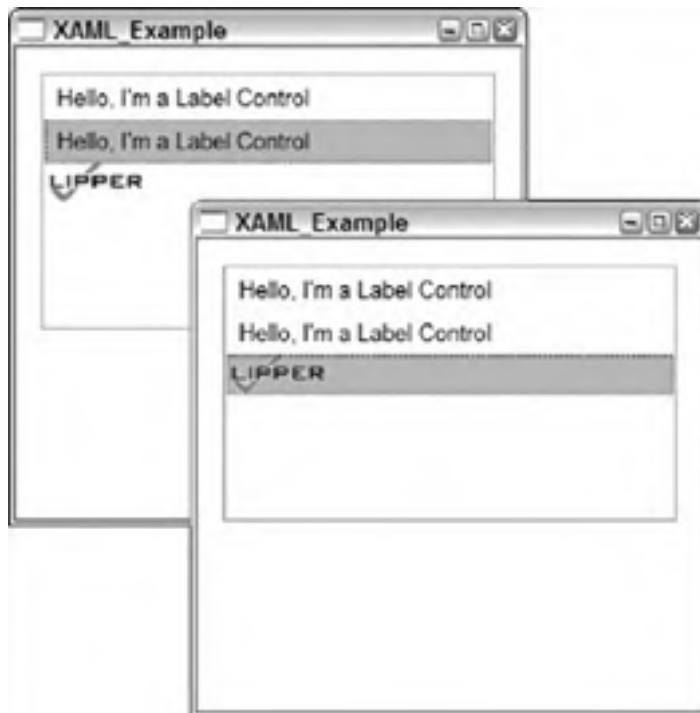 XAML_Example
Hello, I'm a Label Control
Hello, I'm a Label Control
LIPPER
XAML_Example
Hello, I'm a Label Control
Hello, I'm a Label Control
LIPPER